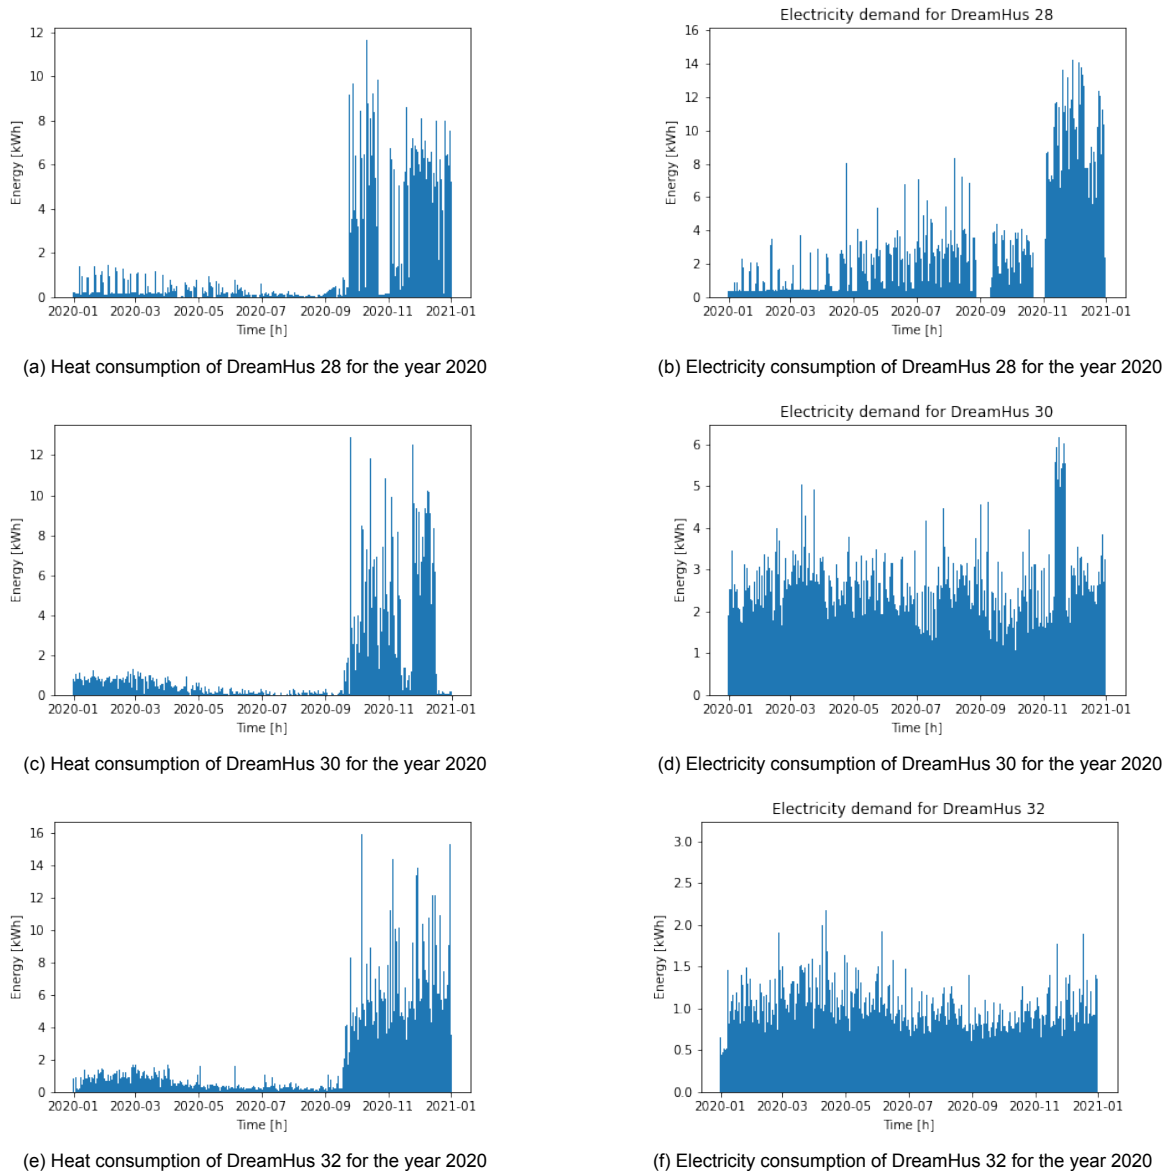 12
10
8
6
4
2
0
Energy [kWh]
2020-01 2020-03 2020-05 2020-07 2020-09 2020-11 2021-01
Time [h]
(a) Heat consumption of DreamHus 28 for the year 2020
Electricity demand for DreamHus 28
16
14
12
10
8
6
4
2
0
Energy [kWh]
2020-01 2020-03 2020-05 2020-07 2020-09 2020-11 2021-01
Time [h]
(b) Electricity consumption of DreamHus 28 for the year 2020
12
10
8
6
4
2
0
Energy [kWh]
2020-01 2020-03 2020-05 2020-07 2020-09 2020-11 2021-01
Time [h]
(c) Heat consumption of DreamHus 30 for the year 2020
Electricity demand for DreamHus 30
6
5
4
3
2
1
0
Energy [kWh]
2020-01 2020-03 2020-05 2020-07 2020-09 2020-11 2021-01
Time [h]
(d) Electricity consumption of DreamHus 30 for the year 2020
16
14
12
10
8
6
4
2
0
Energy [kWh]
2020-01 2020-03 2020-05 2020-07 2020-09 2020-11 2021-01
Time [h]
(e) Heat consumption of DreamHus 32 for the year 2020
Electricity demand for DreamHus 32
3.0
2.5
2.0
1.5
1.0
0.5
0.0
Energy [kWh]
2020-01 2020-03 2020-05 2020-07 2020-09 2020-11 2021-01
Time [h]
(f) Electricity consumption of DreamHus 32 for the year 2020